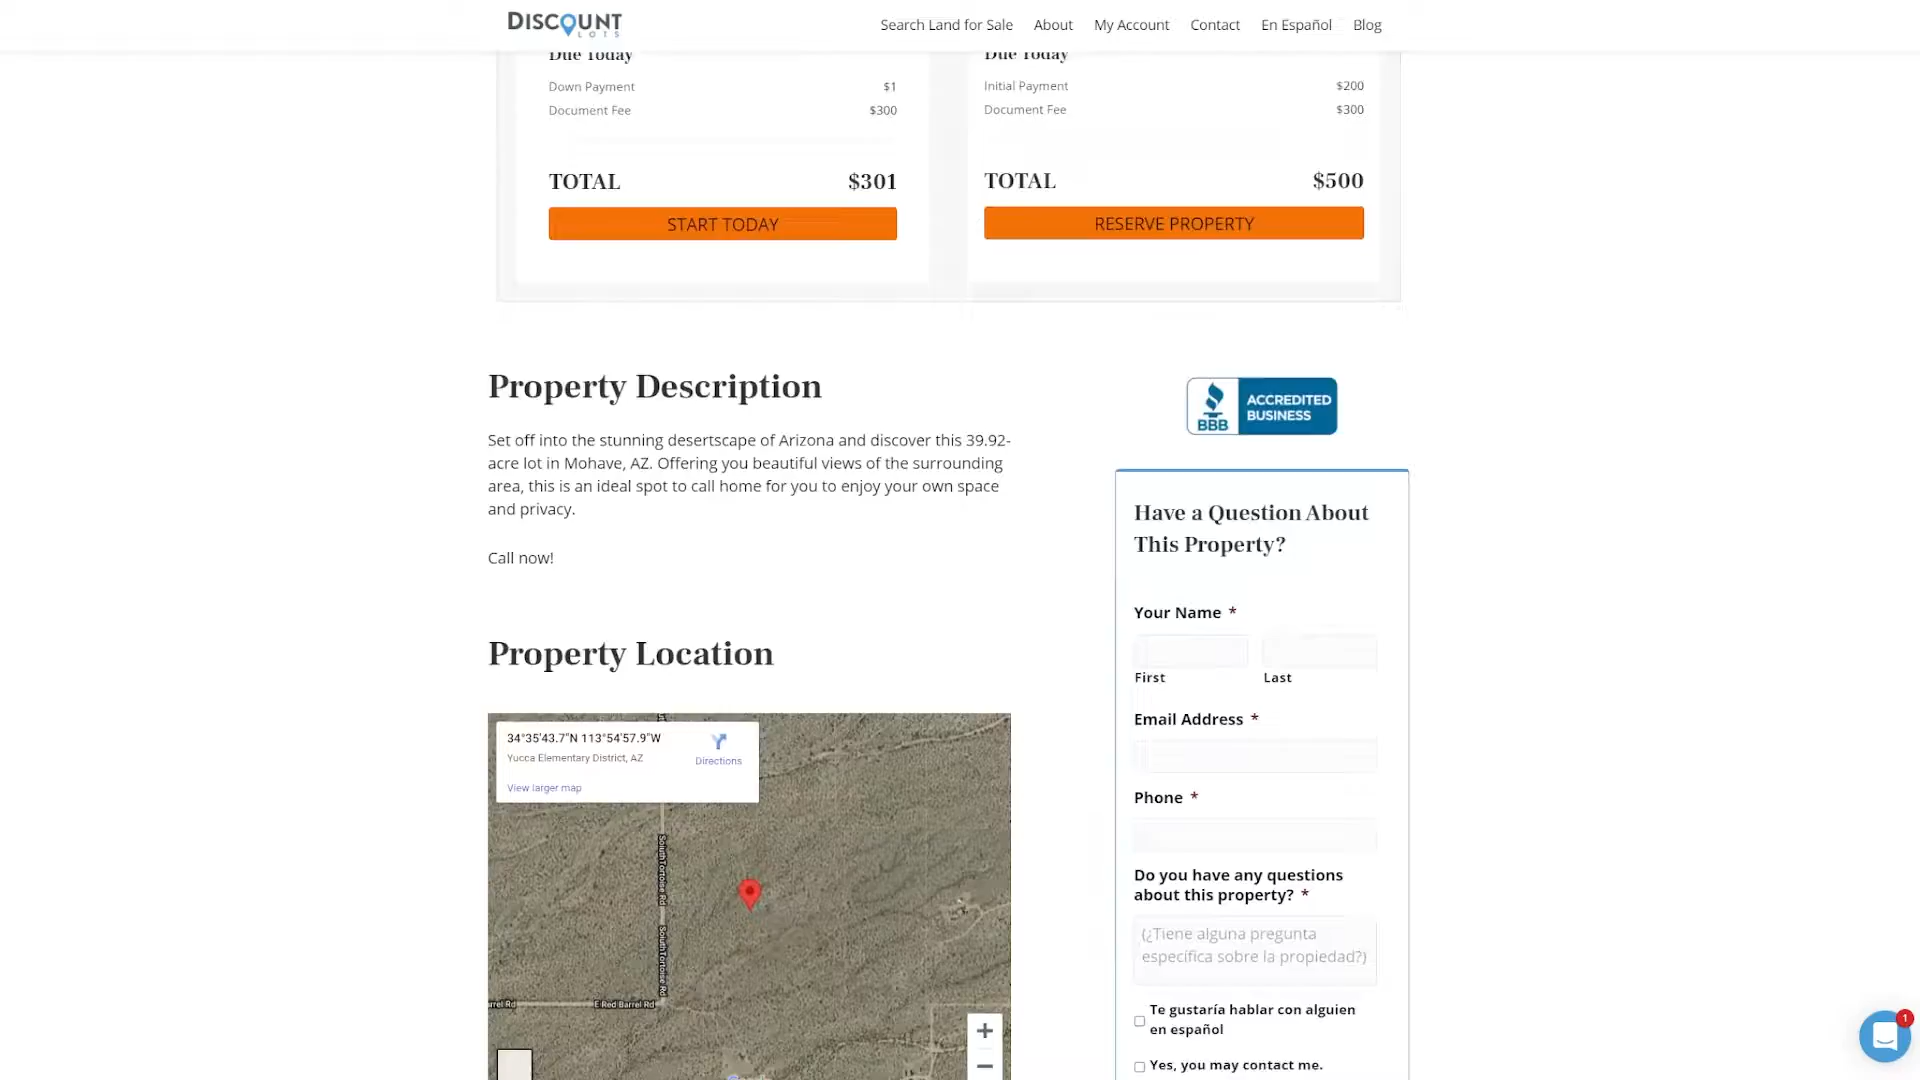 DISCOUNT
LOTS
Search Land for Sale
About
My Account
Contact
En Español
Blog
Due Today
Down Payment $1
Document Fee $300
TOTAL $301
START TODAY
Due Today
Initial Payment $200
Document Fee $300
TOTAL $500
RESERVE PROPERTY
Property Description
Set off into the stunning desertscape of Arizona and discover this 39.92-
acre lot in Mohave, AZ. Offering you beautiful views of the surrounding
area, this is an ideal spot to call home for you to enjoy your own space
and privacy.
Call now!
Property Location
34°35'43.7"N 113°54'57.9"W
Yucca Elementary District, AZ
Directions
View larger map
South Tortoise Rd
South Tortoise Rd
E Red Barrel Rd
BBB
ACCREDITED
BUSINESS
Have a Question About
This Property?
Your Name *
First
Last
Email Address *
Phone *
Do you have any questions
about this property? *
(¿Tiene alguna pregunta
específica sobre la propiedad?)
Te gustaría hablar con alguien
en español
Yes, you may contact me.
1